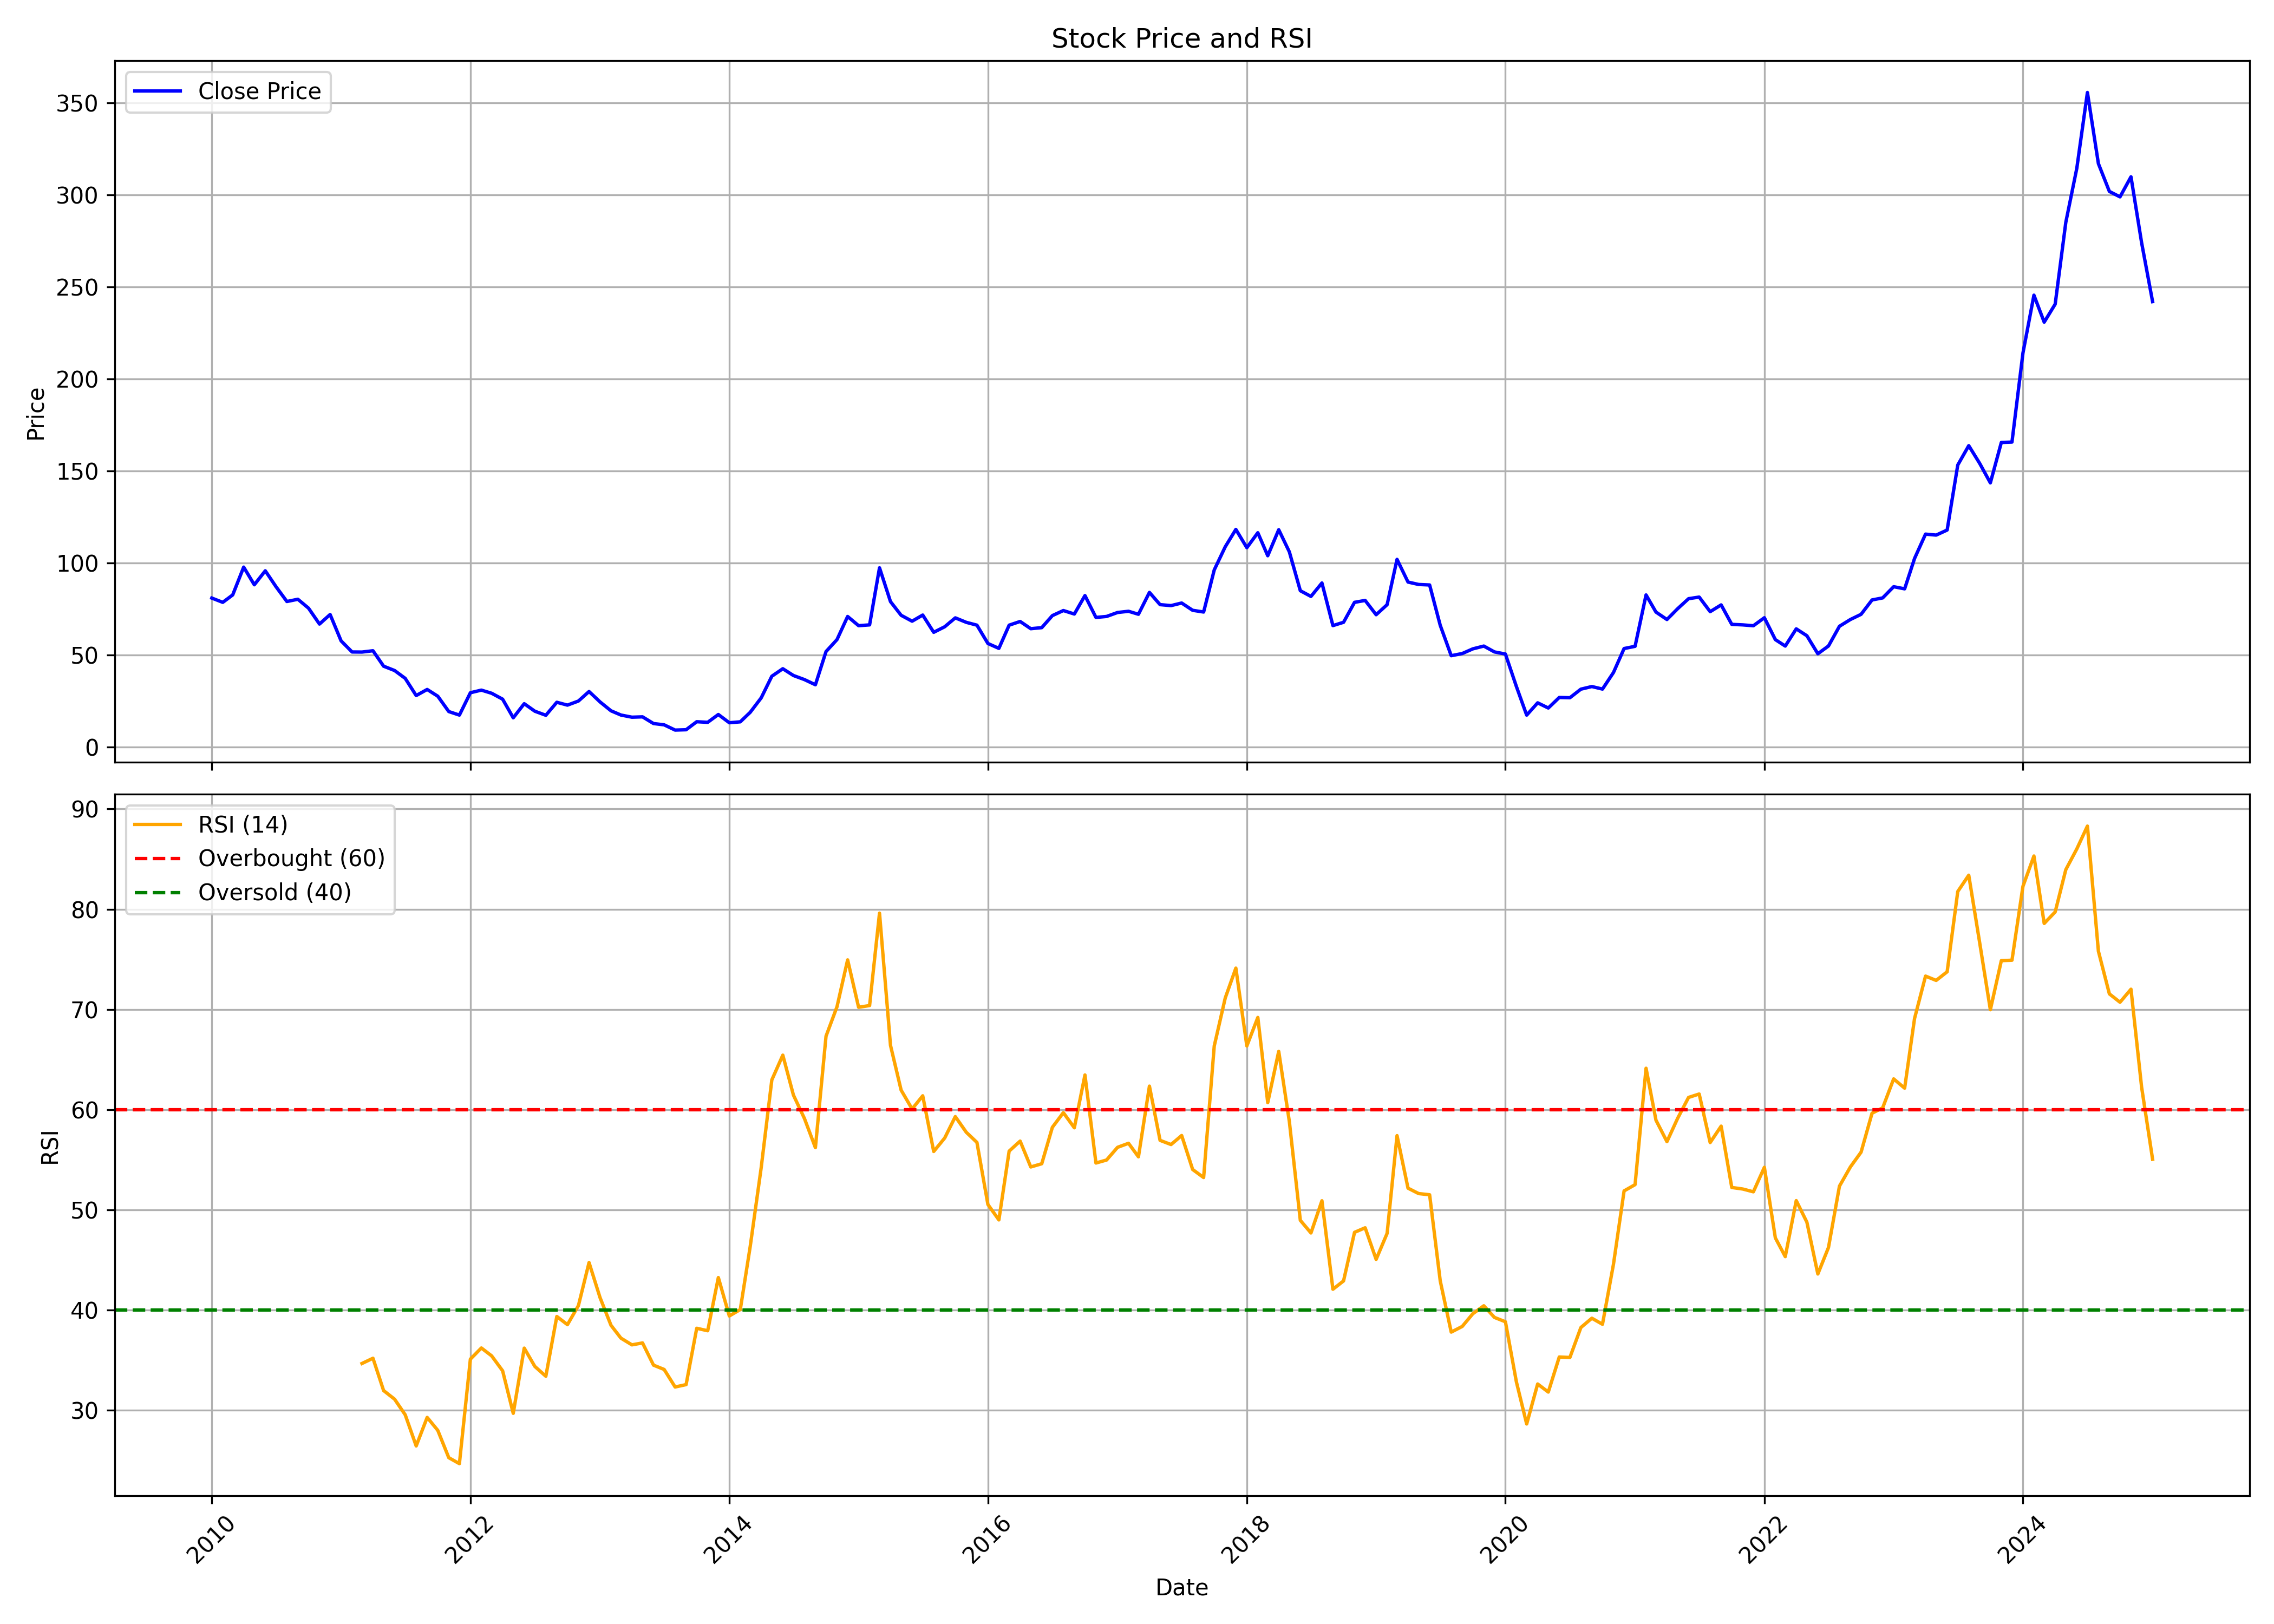 Stock Price and RSI
Close Price
350
300
250
200
150
100
50
0
Price
RSI (14)
Overbought (60)
Oversold (40)
90
80
70
60
50
40
30
RSI
2010
2012
2014
2016
2018
2020
2022
2024
Date